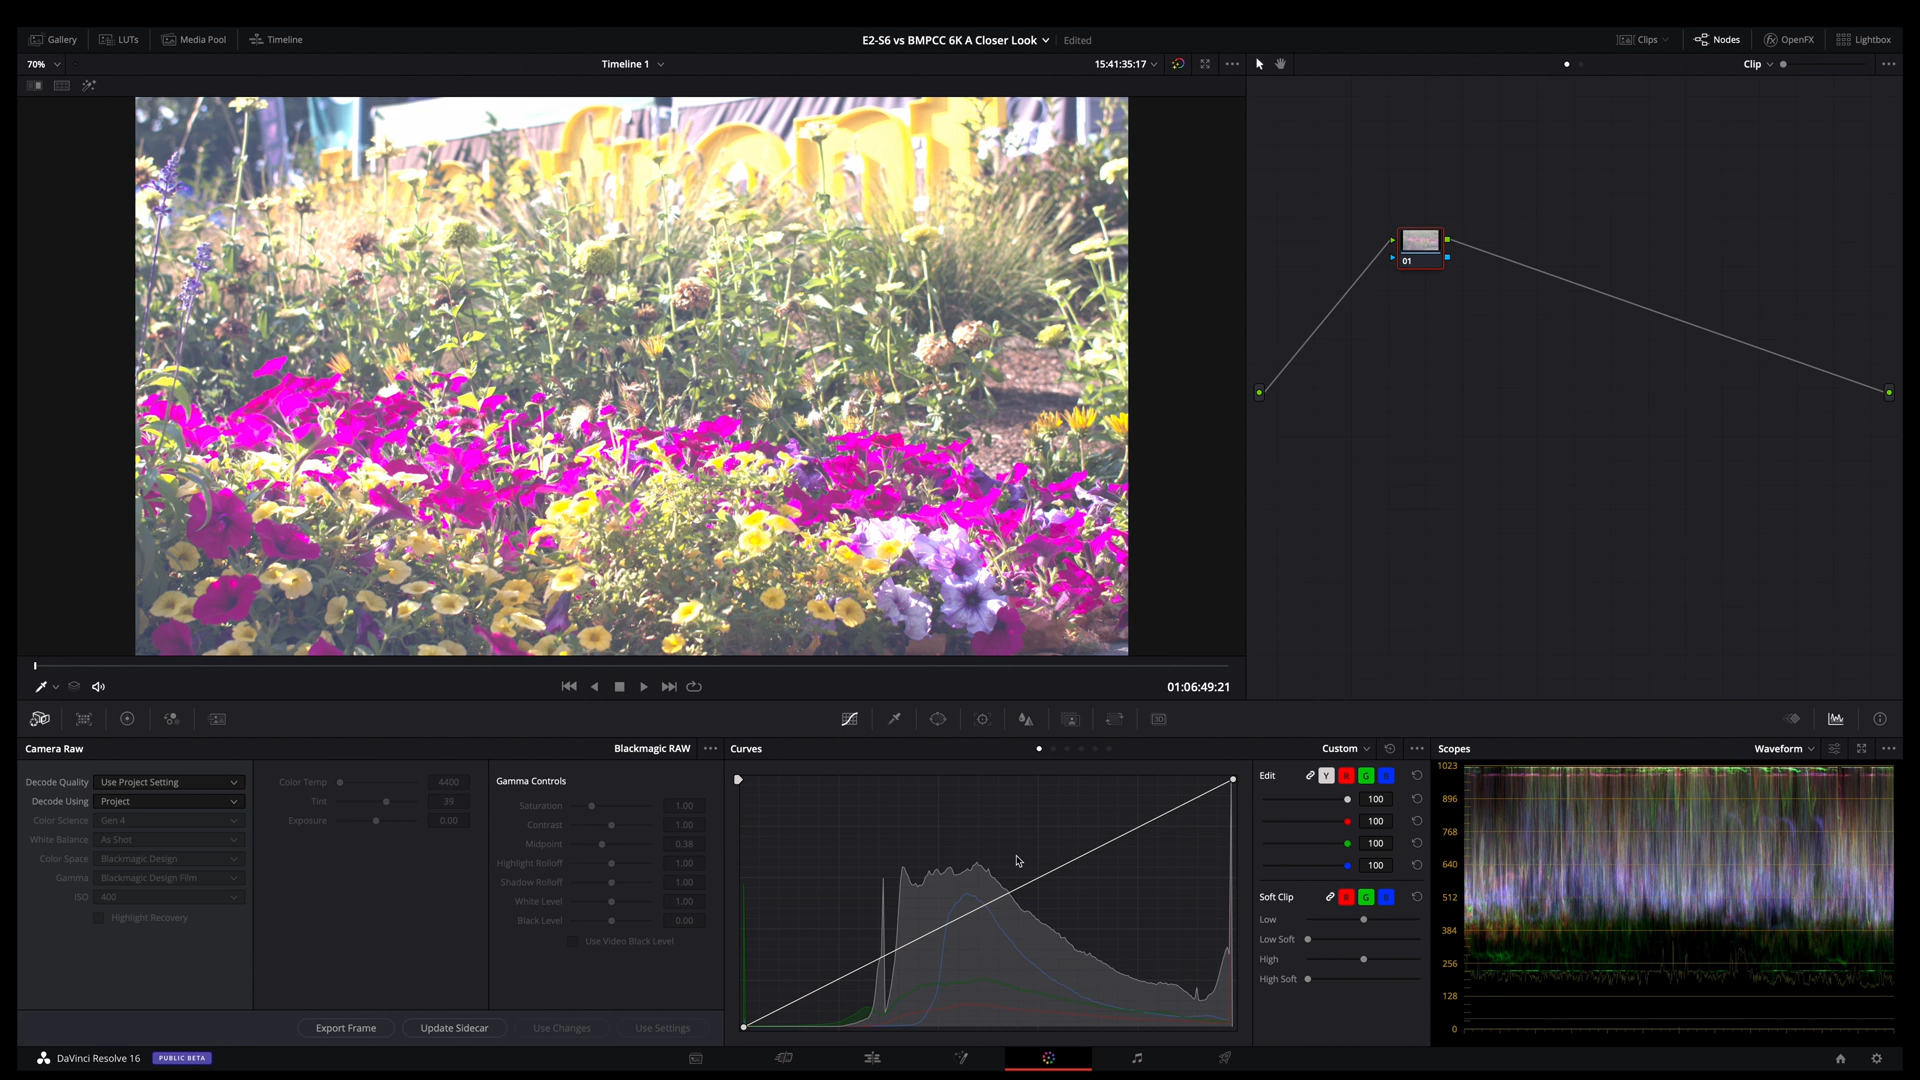 Gallery LUTs Media Pool Timeline E2-S6 vs BMPCC 6K A Closer Look Edited Clips Nodes OpenFX Lightbox
70% Timeline 1 15:41:35:17 Clip
01
01:06:49:21
Camera Raw Blackmagic RAW Curves Custom Scopes Waveform
Decode Quality Use Project Setting
Decode Using Project
Color Science Gen 4
White Balance As Shot
Color Space Blackmagic Design
Gamma Blackmagic Design Film
ISO 400
Highlight Recovery
Color Temp 4400
Tint 39
Exposure 0.00
Gamma Controls
Saturation 1.00
Contrast 1.00
Midpoint 0.38
Highlight Rolloff 1.00
Shadow Rolloff 1.00
White Level 1.00
Black Level 0.00
Use Video Black Level
Export Frame Update Sidecar Use Changes Use Settings
Edit Y R G B
100
100
100
100
Soft Clip R G B
Low
Low Soft
High
High Soft
1023
896
768
640
512
384
256
128
0
DaVinci Resolve 16 PUBLIC BETA